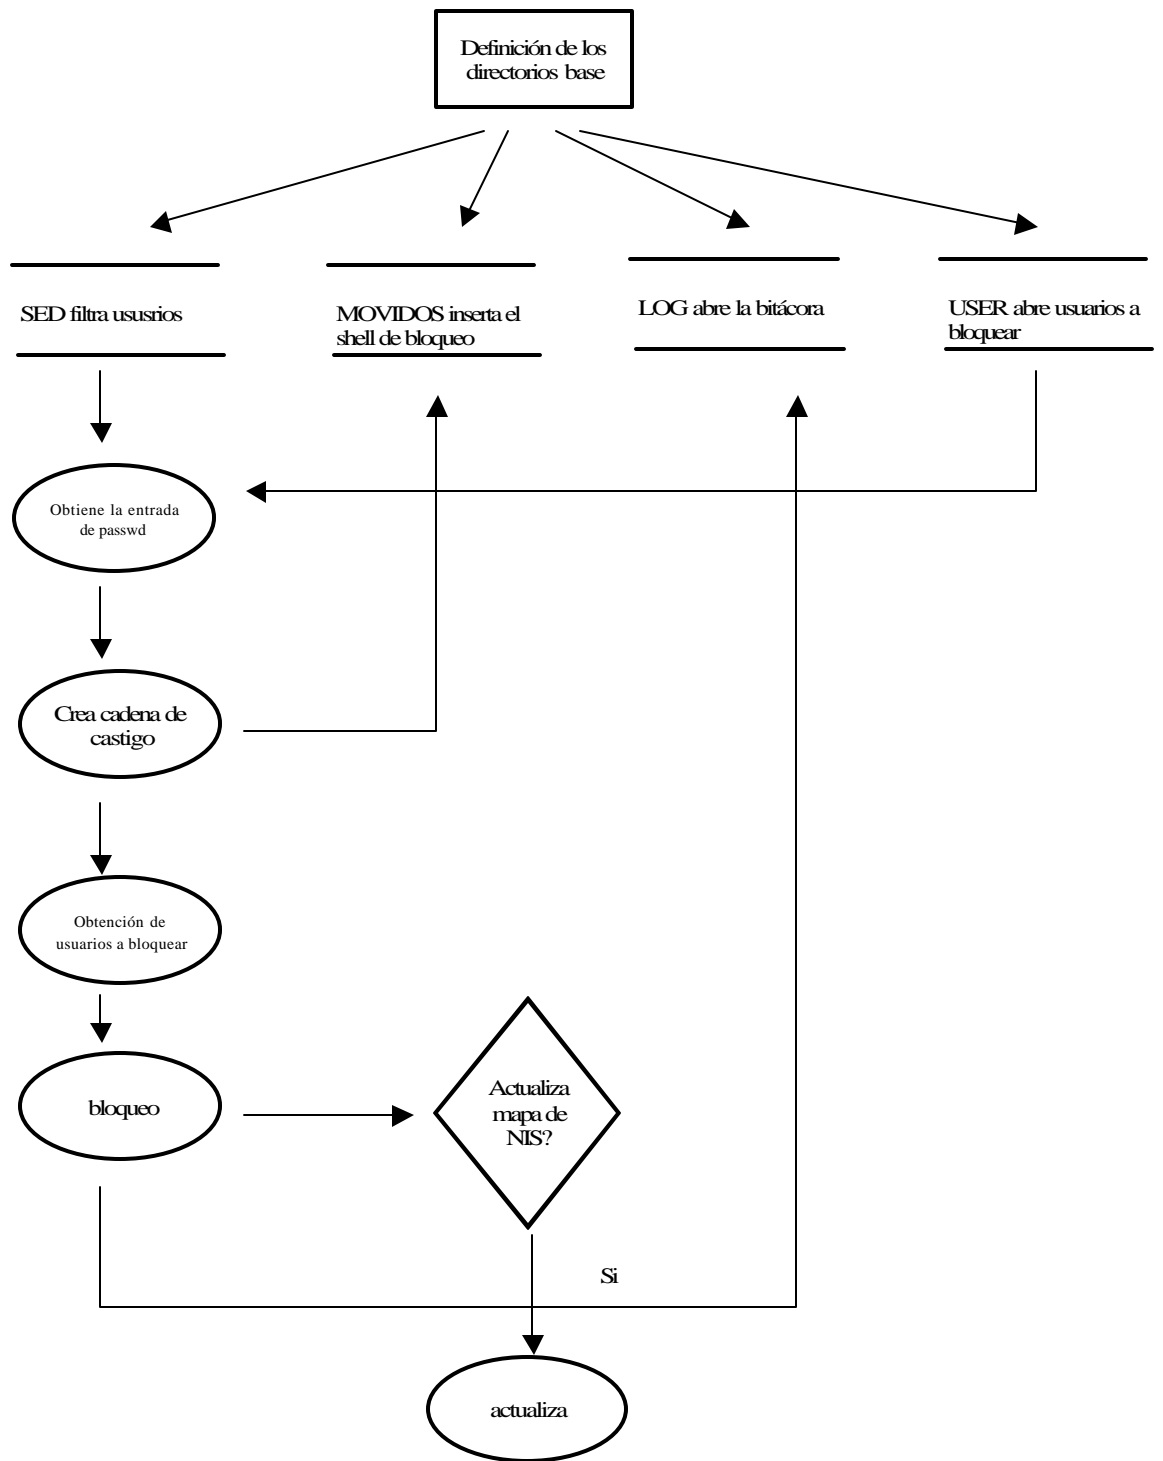 Definición de los
directorios base
SED filtra ususrios
MOVIDOS inserta el
shell de bloqueo
LOG abre la bitácora
USER abre usuarios a
bloquear
Obtiene la entrada
de passwd
Crea cadena de
castigo
Obtención de
usuarios a bloquear
bloqueo
Actualiza
mapa de
NIS?
Si
actualiza